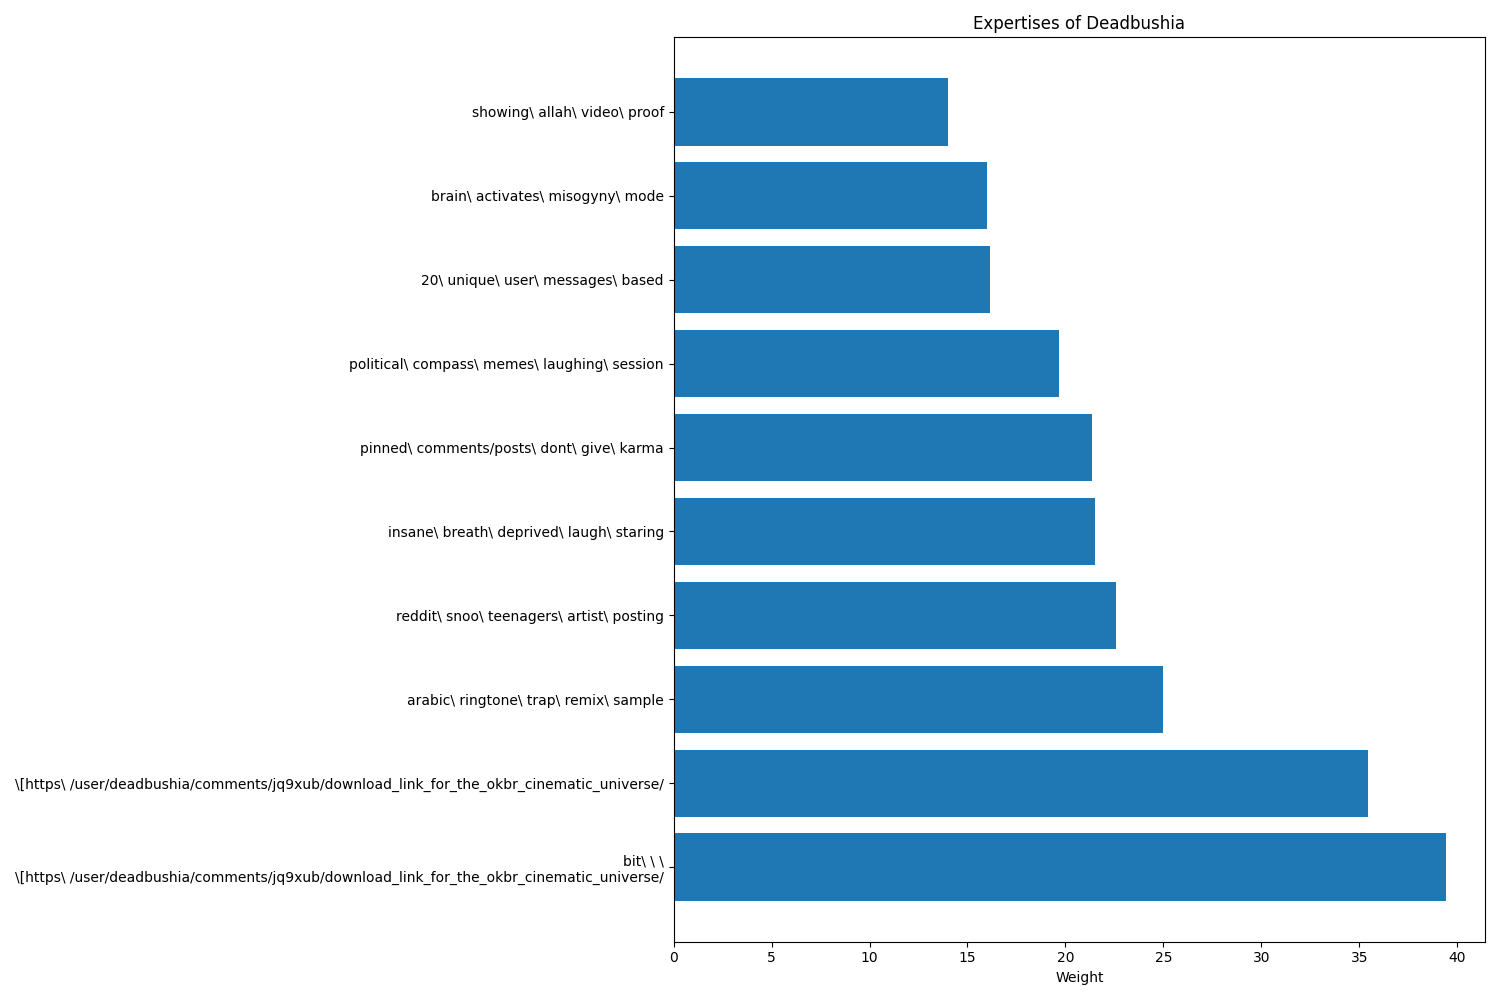 Expertises of Deadbushia
showing\ allah\ video\ proof
brain\ activates\ misogyny\ mode
20\ unique\ user\ messages\ based
political\ compass\ memes\ laughing\ session
pinned\ comments/posts\ dont\ give\ karma
insane\ breath\ deprived\ laugh\ staring
reddit\ snoo\ teenagers\ artist\ posting
arabic\ ringtone\ trap\ remix\ sample
\[https\ /user/deadbushia/comments/jq9xub/download_link_for_the_okbr_cinematic_universe/
bit\ \ \
\[https\ /user/deadbushia/comments/jq9xub/download_link_for_the_okbr_cinematic_universe/
0 5 10 15 20 25 30 35 40
Weight